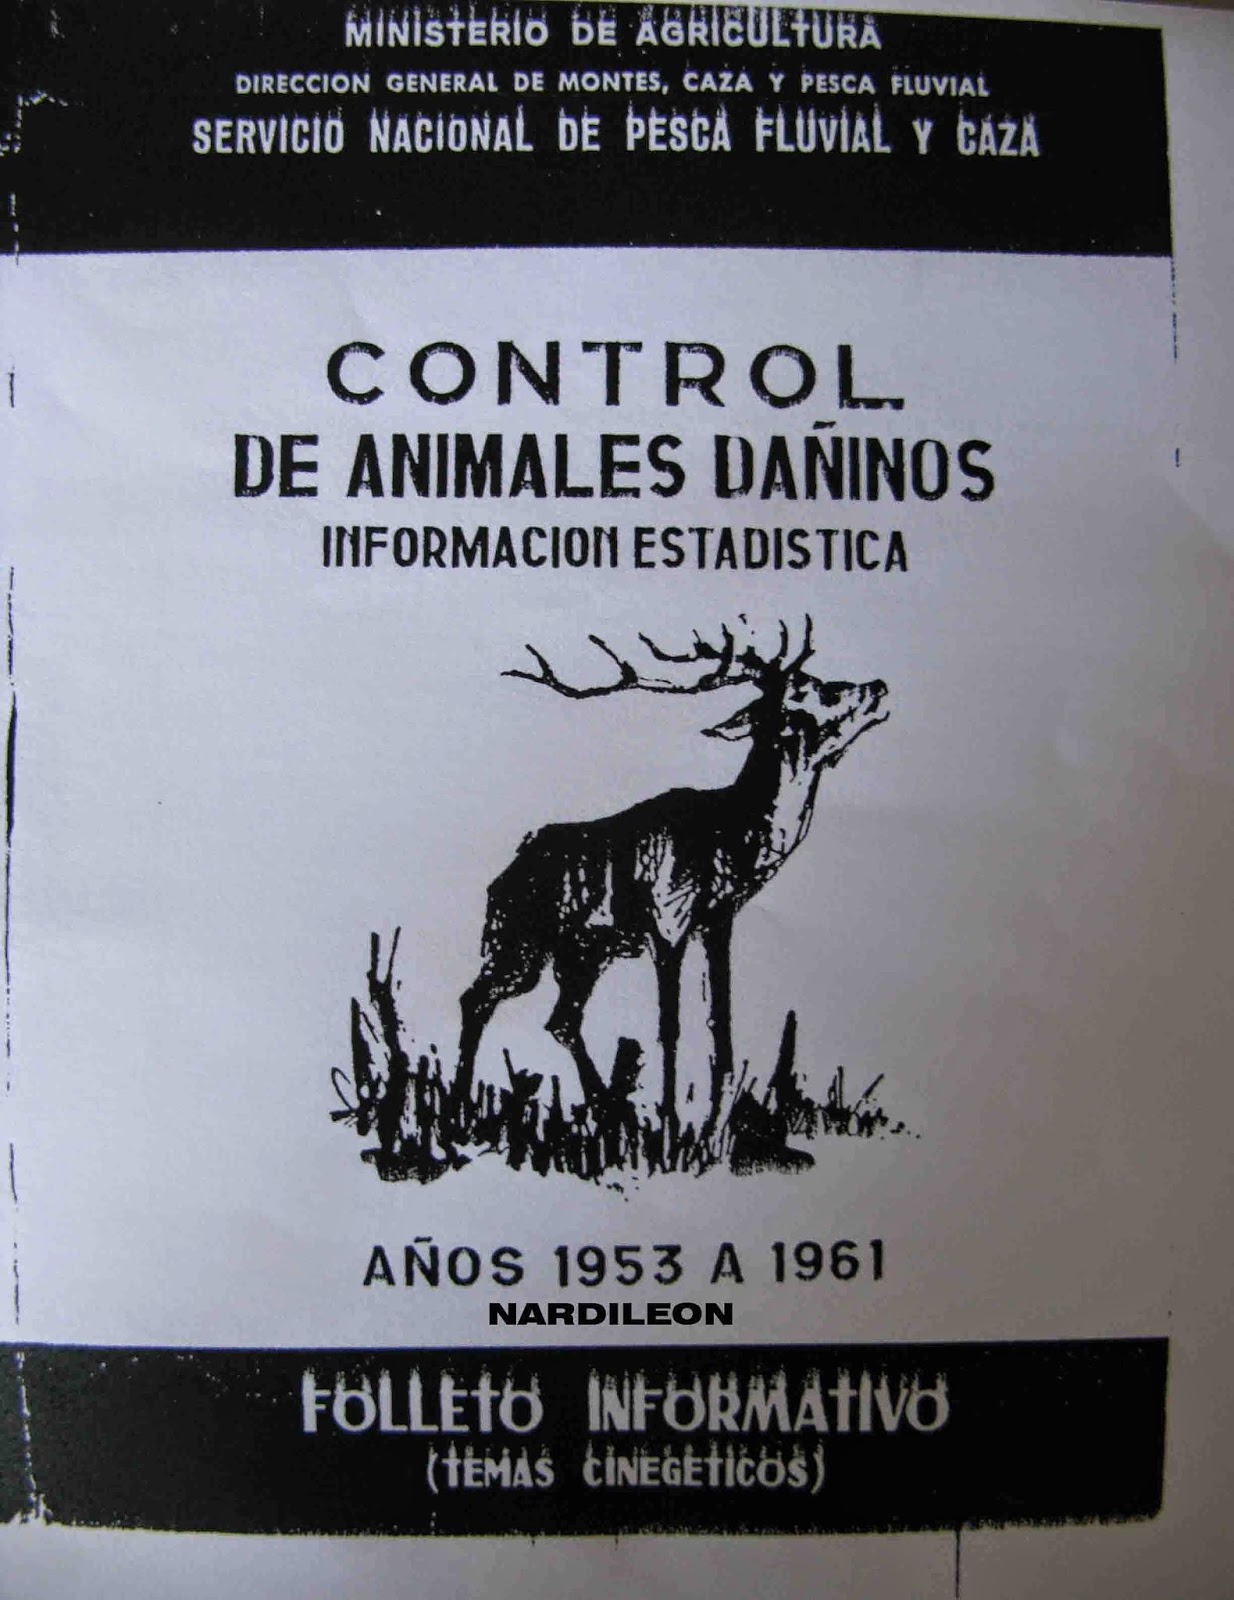 MINISTERIO DE AGRICULTURA
DIRECCION GENERAL DE MONTES, CAZA Y PESCA FLUVIAL
SERVICIO NACIONAL DE PESCA FLUVIAL Y CAZA
CONTROL
DE ANIMALES DAÑINOS
INFORMACION ESTADISTICA
AÑOS 1953 A 1961
NARDILEON
FOLLETO INFORMATIVO
(TEMAS CINEGETICOS)